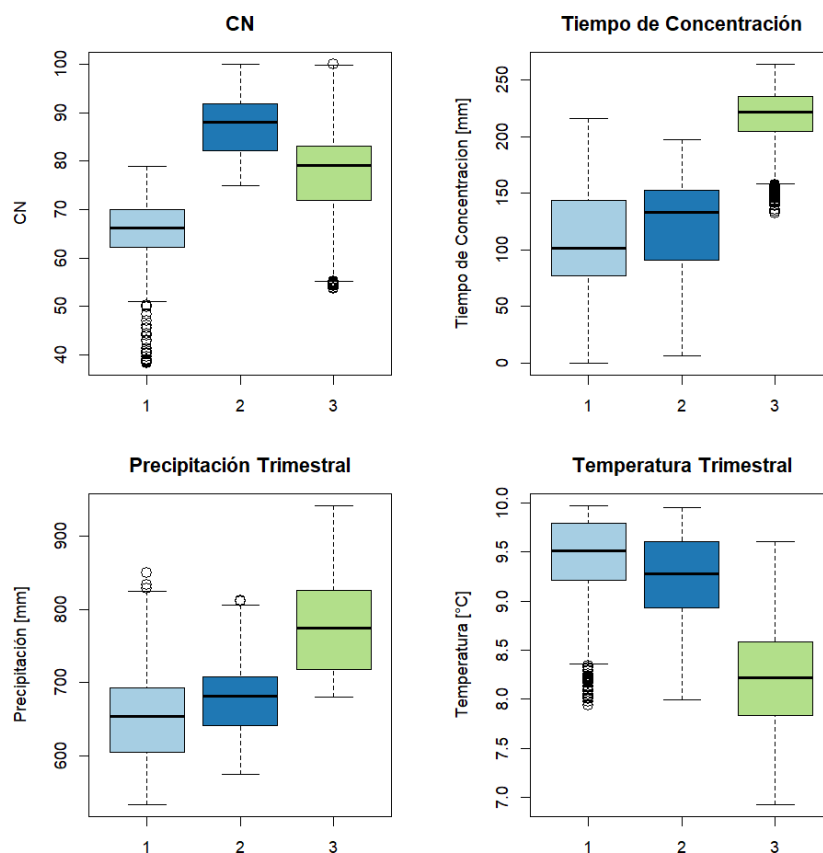 CN
CN
100
90
80
70
60
50
40
1 2 3
Tiempo de Concentración
Tiempo de Concentracion [mm]
250
200
150
100
50
0
1 2 3
Precipitación Trimestral
Precipitación [mm]
900
800
700
600
1 2 3
Temperatura Trimestral
Temperatura [°C]
10.0
9.5
9.0
8.5
8.0
7.5
7.0
1 2 3